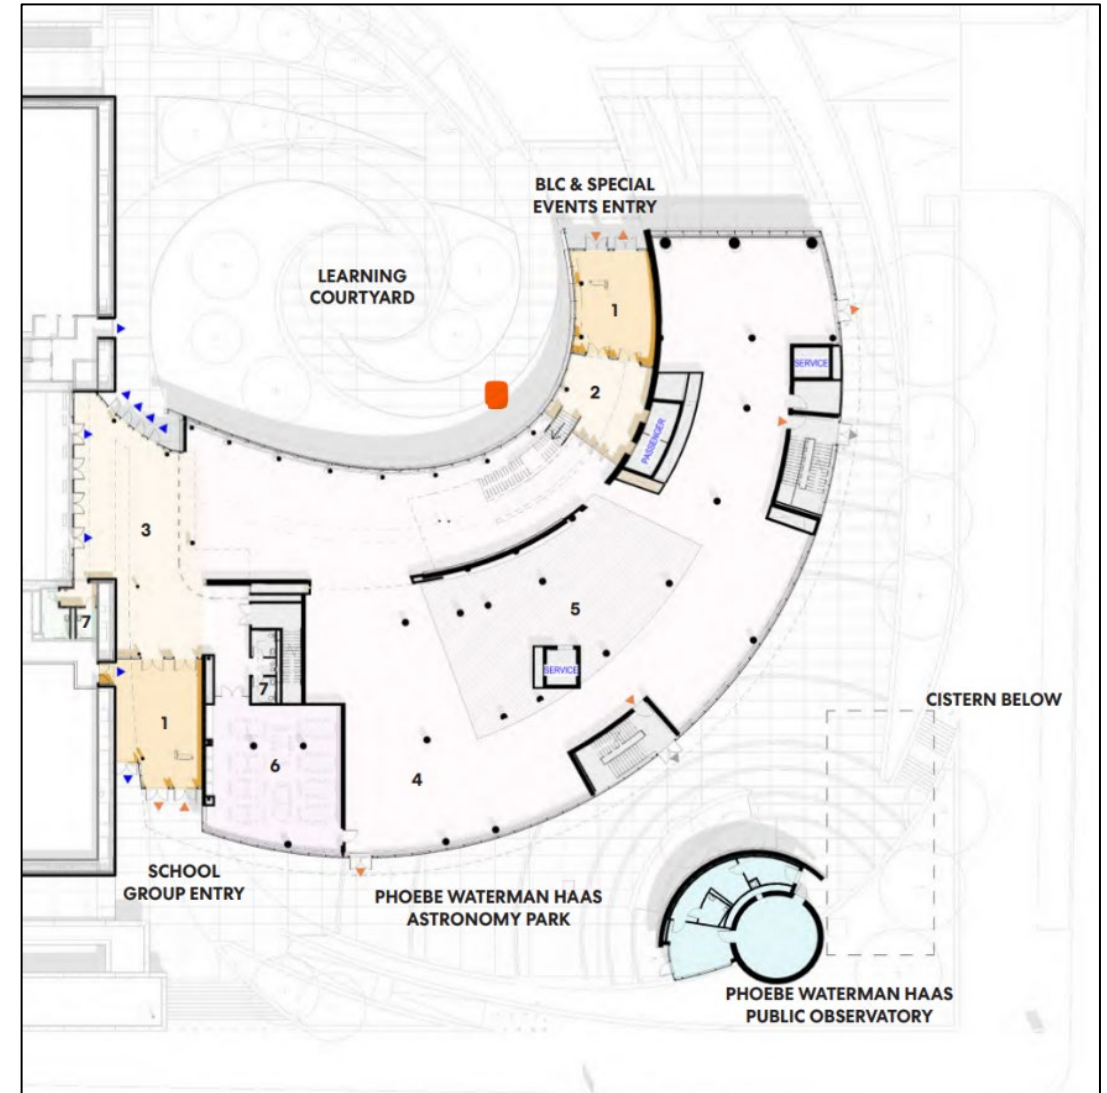 BLC & SPECIAL
EVENTS ENTRY
LEARNING
COURTYARD
1
SERVICE
2
PASSENGER
3
5
7
SERVICE
7
CISTERN BELOW
1
6
4
SCHOOL
GROUP ENTRY
PHOEBE WATERMAN HAAS
ASTRONOMY PARK
PHOEBE WATERMAN HAAS
PUBLIC OBSERVATORY